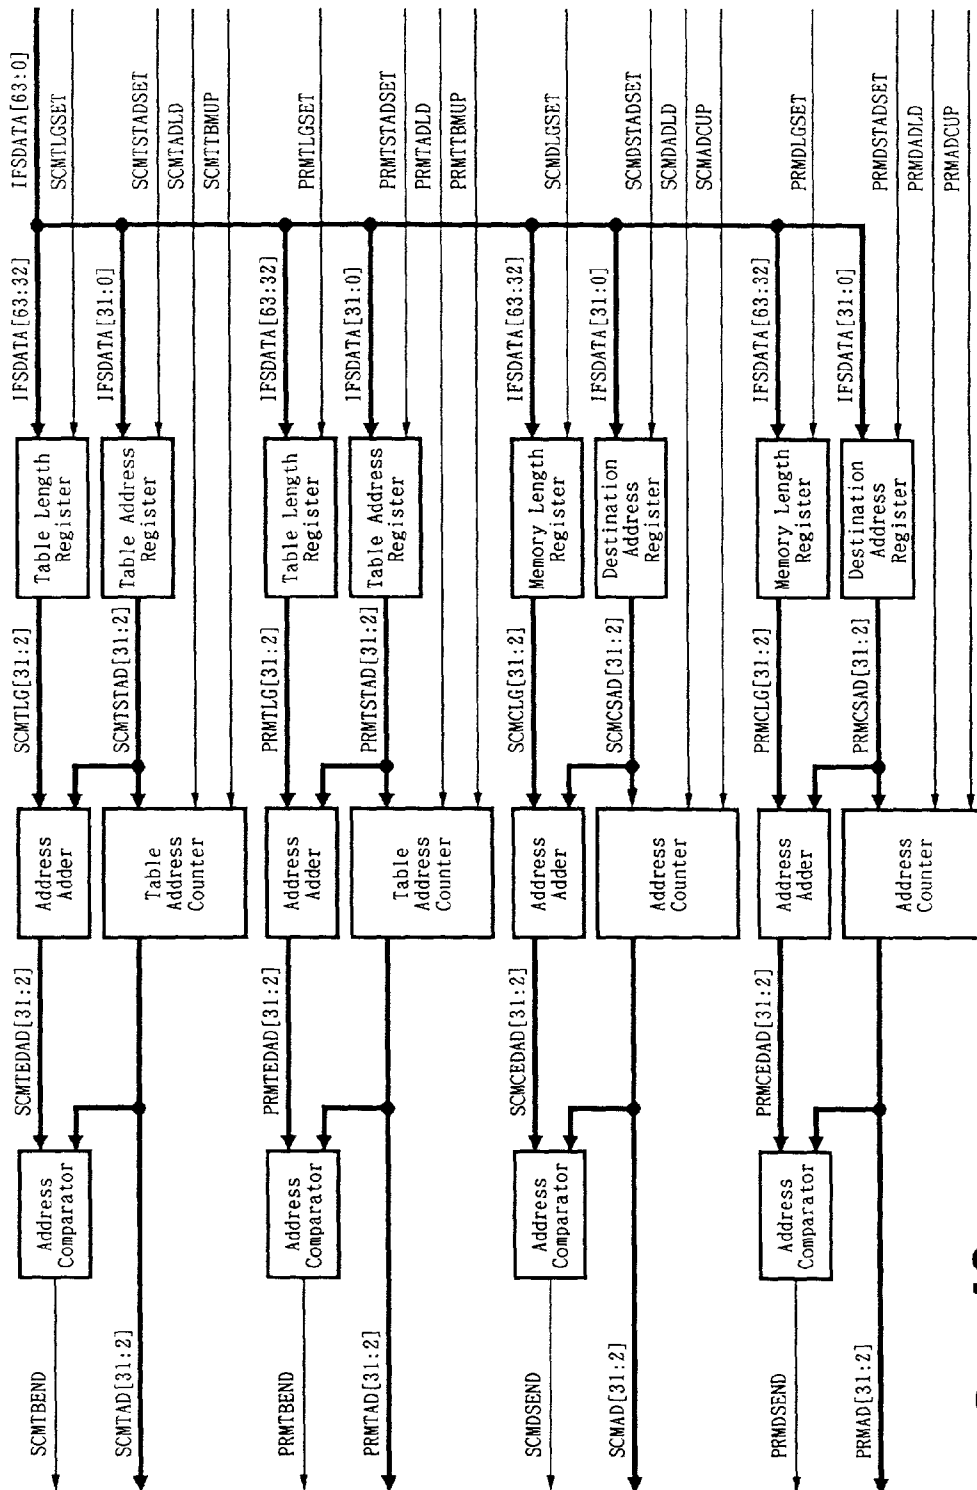 IFSDATA[63:0]
SCMTLGSET
SCMTSTADSET
SCMTADLD
SCMTTBMUP
PRMTLGSET
PRMTSTADSET
PRMTADLD
PRMTTBMUP
SCMDLGSET
SCMDSTADSET
SCMDADLD
SCMADCUP
PRMDLGSET
PRMDSTADSET
PRMDADLD
PRMADCUP
IFSDATA[63:32]
IFSDATA[31:0]
IFSDATA[63:32]
IFSDATA[31:0]
IFSDATA[63:32]
IFSDATA[31:0]
IFSDATA[63:32]
IFSDATA[31:0]
Table Length
Register
Table Address
Register
Table Length
Register
Table Address
Register
Memory Length
Register
Destination
Address
Register
Memory Length
Register
Destination
Address
Register
SCMTLG[31:2]
SCMTSTAD[31:2]
PRMTLG[31:2]
PRMTSTAD[31:2]
SCMCLG[31:2]
SCMCSAD[31:2]
PRMCLG[31:2]
PRMCSAD[31:2]
Address
Adder
Table
Address
Counter
Address
Adder
Table
Address
Counter
Address
Adder
Address
Counter
Address
Adder
Address
Counter
SCMTEDAD[31:2]
PRMTEDAD[31:2]
SCMCEDAD[31:2]
PRMCEDAD[31:2]
Address
Comparator
Address
Comparator
Address
Comparator
Address
Comparator
SCMTBEND
SCMTAD[31:2]
PRMTBEND
PRMTAD[31:2]
SCMDSEND
SCMAD[31:2]
PRMDSEND
PRMAD[31:2]